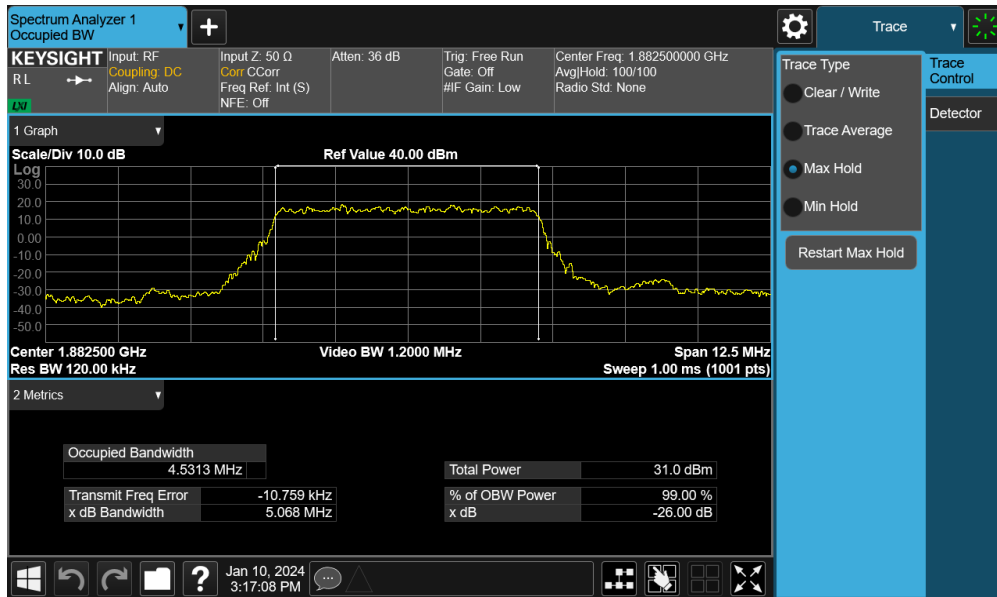 Spectrum Analyzer 1
Occupied BW
▼
+
Trace
▼
KEYSIGHT
R L
LXI
Input: RF
Coupling: DC
Align: Auto
Input Z: 50 Ω
Corr CCorr
Freq Ref: Int (S)
NFE: Off
Atten: 36 dB
Trig: Free Run
Gate: Off
#IF Gain: Low
Center Freq: 1.882500000 GHz
Avg|Hold: 100/100
Radio Std: None
Trace Type
Clear / Write
Trace Average
Max Hold
Min Hold
Restart Max Hold
Trace
Control
Detector
1 Graph ▼
Scale/Div 10.0 dB
Ref Value 40.00 dBm
Log
30.0
20.0
10.0
0.00
-10.0
-20.0
-30.0
-40.0
-50.0
Center 1.882500 GHz
Video BW 1.2000 MHz
Span 12.5 MHz
Res BW 120.00 kHz
Sweep 1.00 ms (1001 pts)
2 Metrics ▼
Occupied Bandwidth
4.5313 MHz
Total Power 31.0 dBm
Transmit Freq Error -10.759 kHz
% of OBW Power 99.00 %
x dB Bandwidth 5.068 MHz
x dB -26.00 dB
?
Jan 10, 2024
3:17:08 PM